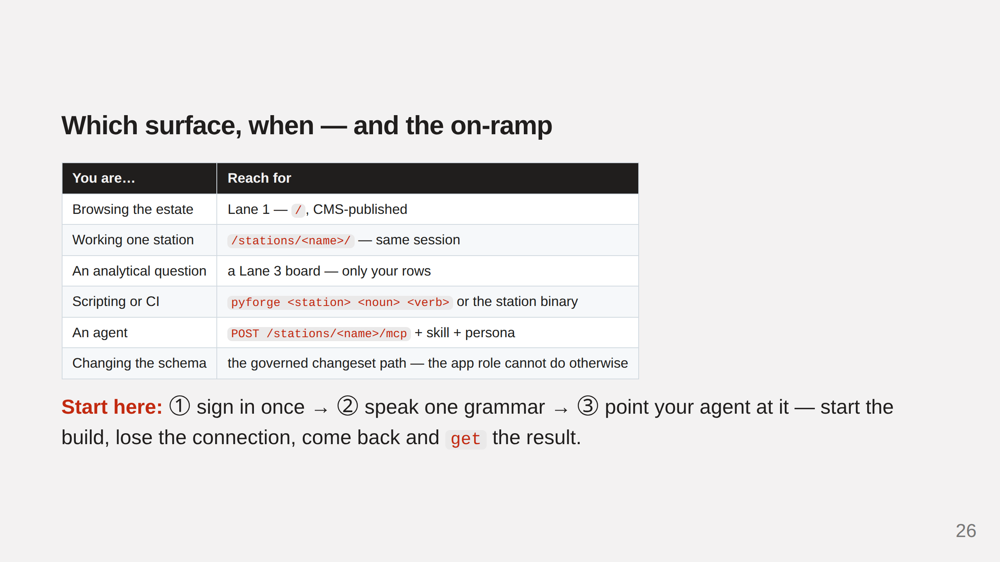 Which surface, when — and the on-ramp
You are… Reach for
Browsing the estate Lane 1 — /, CMS-published
Working one station /stations/<name>/ — same session
An analytical question a Lane 3 board — only your rows
Scripting or CI pyforge <station> <noun> <verb> or the station binary
An agent POST /stations/<name>/mcp + skill + persona
Changing the schema the governed changeset path — the app role cannot do otherwise
Start here: ① sign in once → ② speak one grammar → ③ point your agent at it — start the
build, lose the connection, come back and get the result.
26